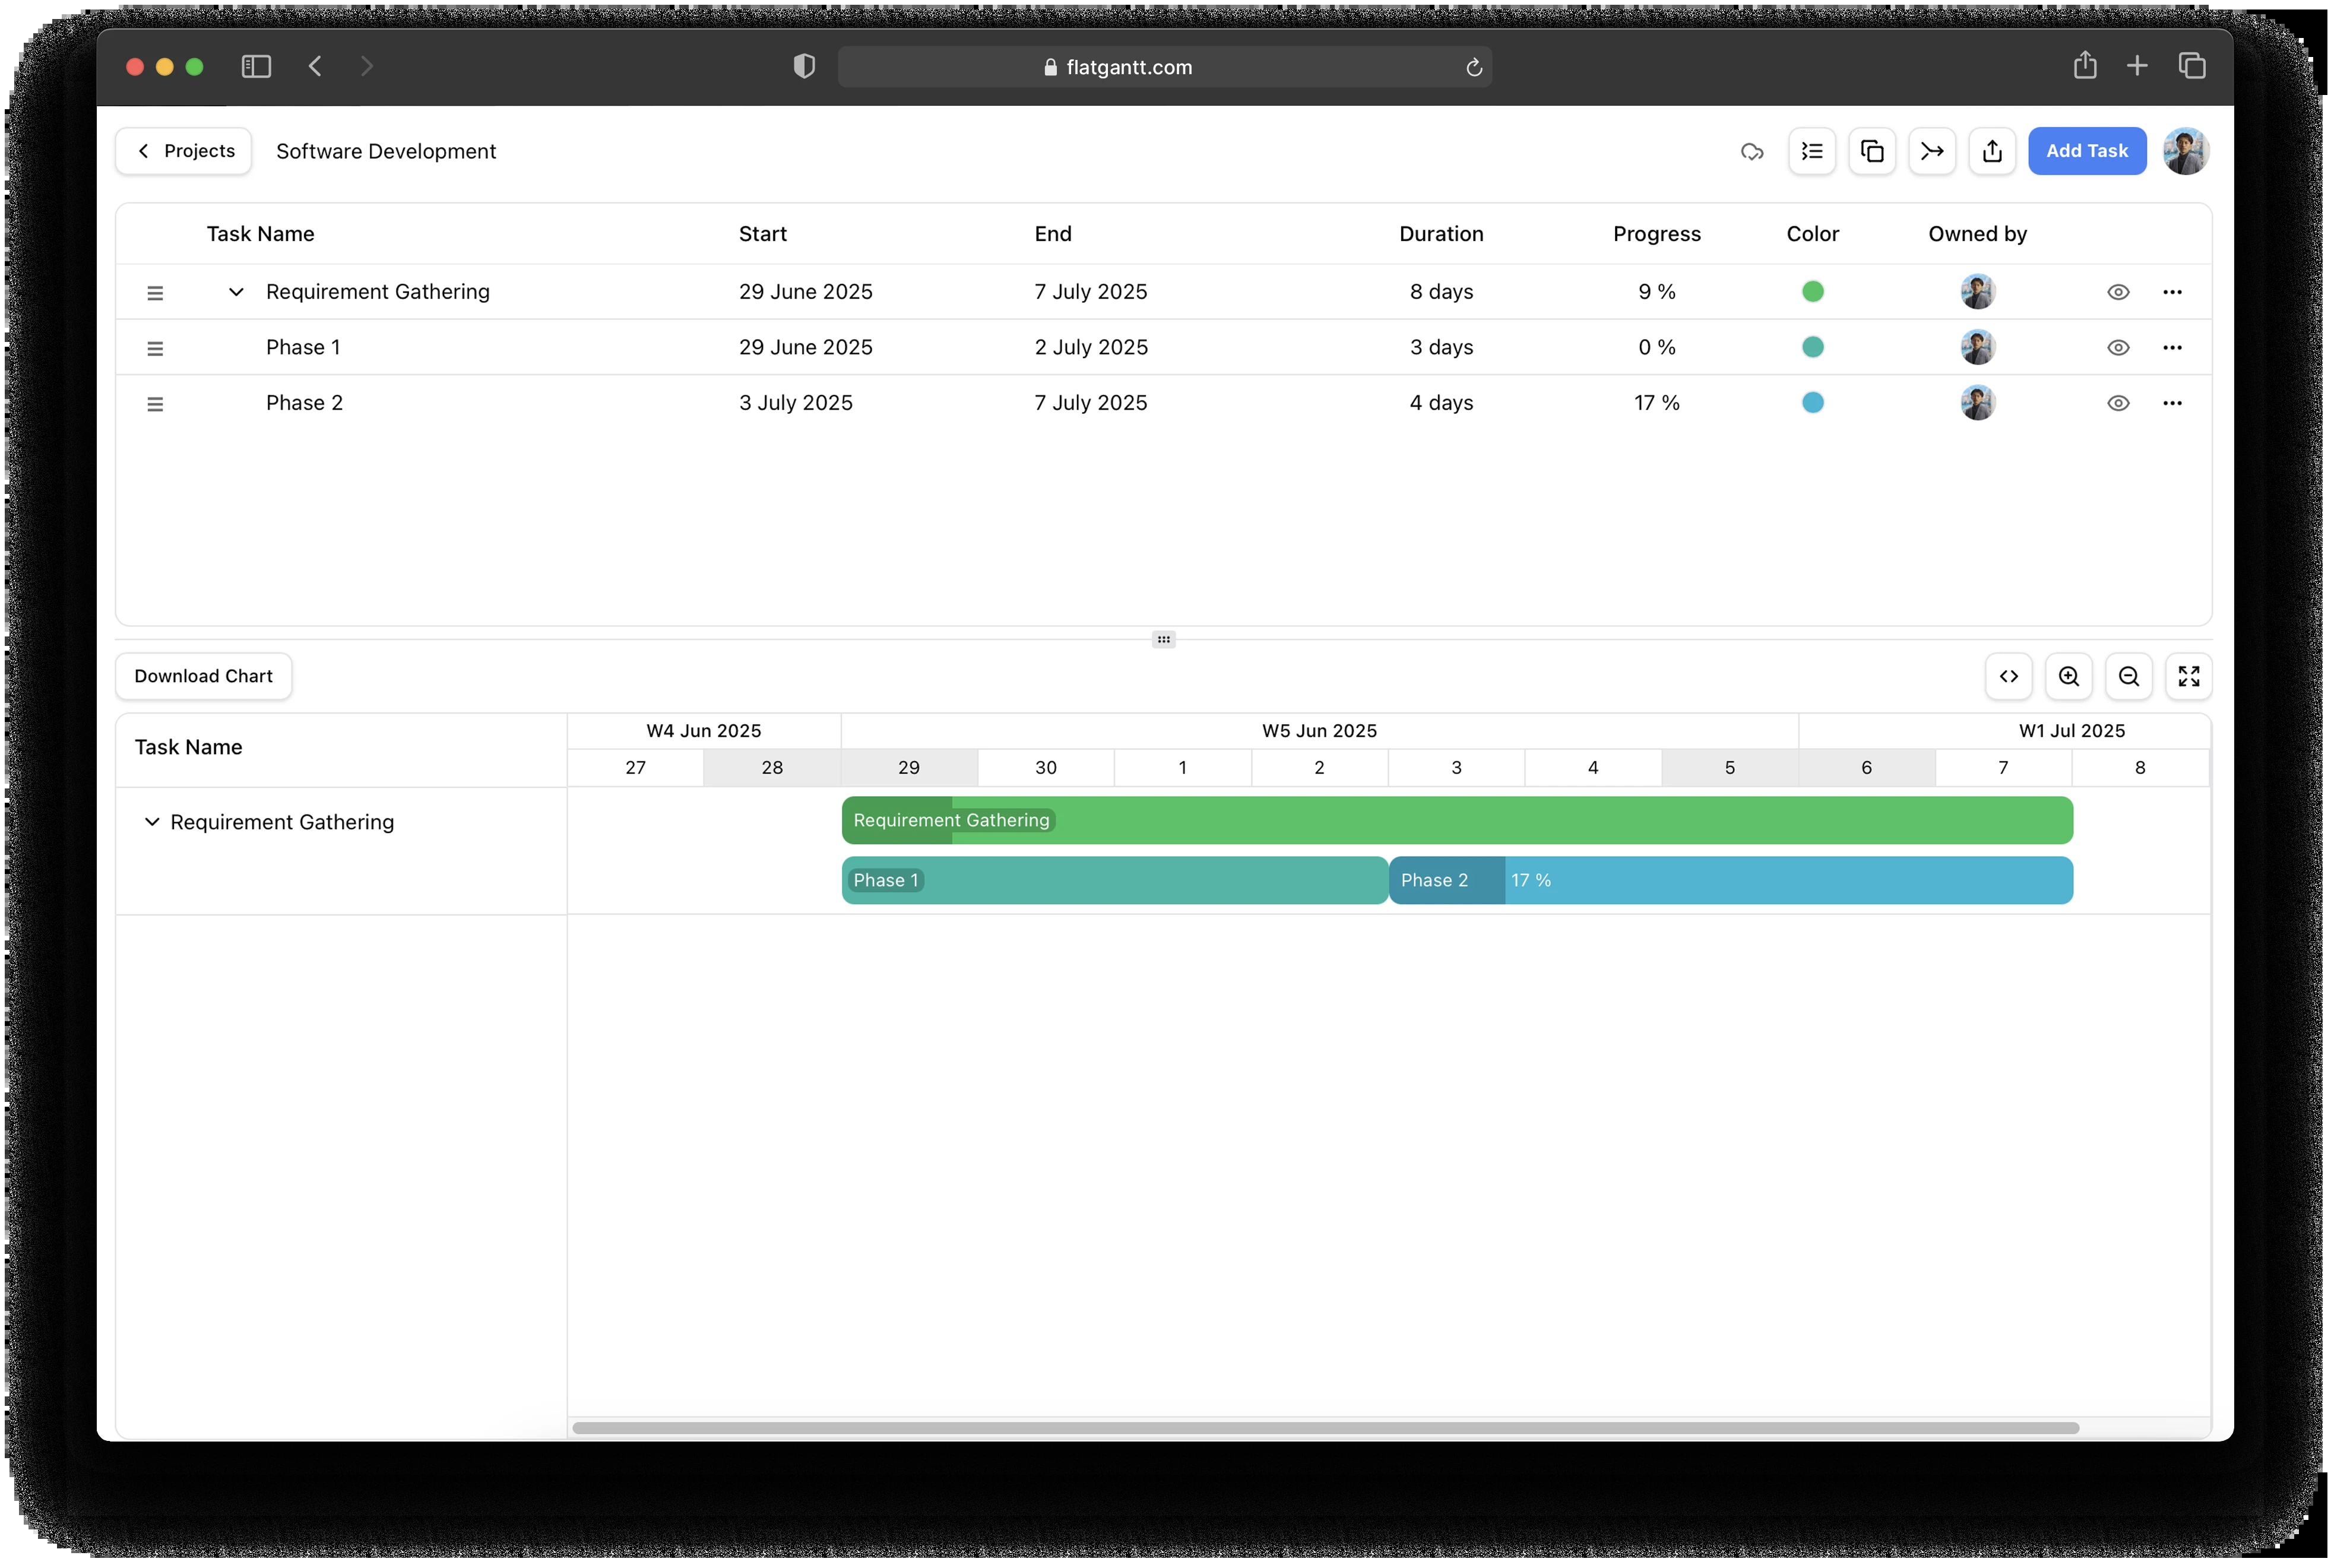 flatgantt.com
Projects
Software Development
Add Task
Task Name Start End Duration Progress Color Owned by
Requirement Gathering 29 June 2025 7 July 2025 8 days 9 %
Phase 1 29 June 2025 2 July 2025 3 days 0 %
Phase 2 3 July 2025 7 July 2025 4 days 17 %
Download Chart
Task Name
W4 Jun 2025 W5 Jun 2025 W1 Jul 2025
27 28 29 30 1 2 3 4 5 6 7 8
Requirement Gathering
Requirement Gathering
Phase 1
Phase 2 17 %